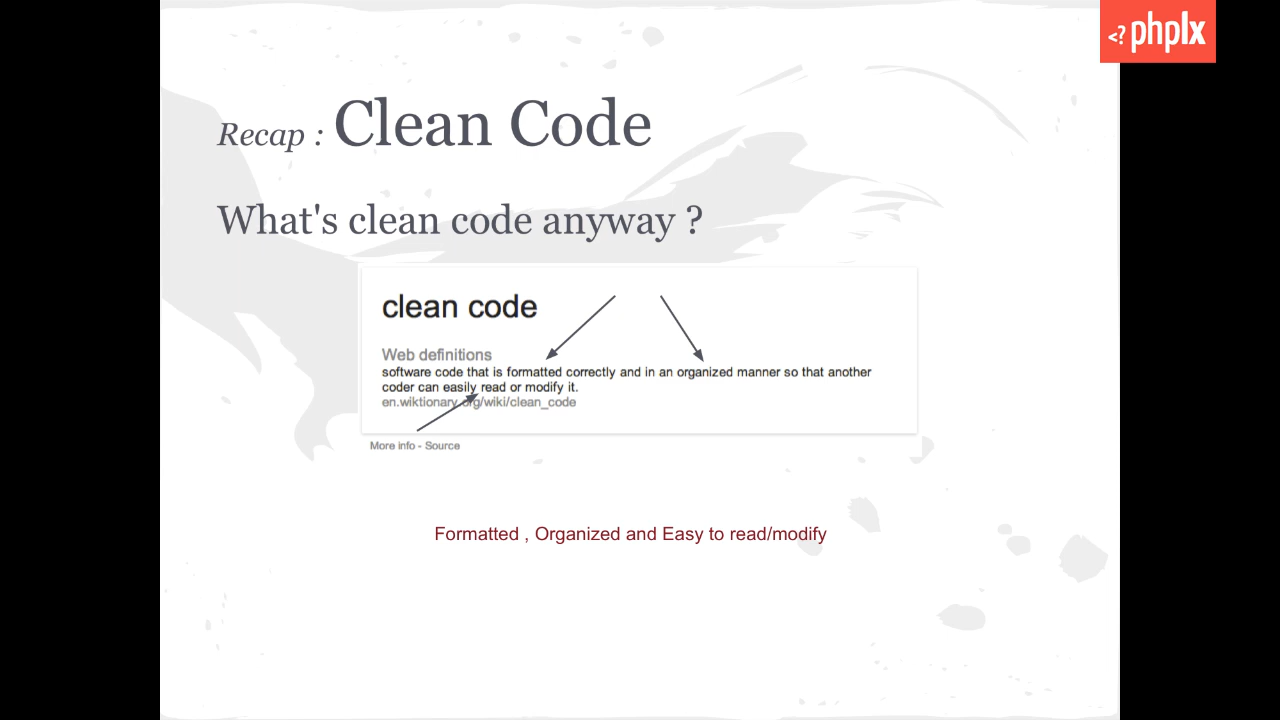 <? phplx
Recap : Clean Code
What's clean code anyway ?
clean code
Web definitions
software code that is formatted correctly and in an organized manner so that another
coder can easily read or modify it.
en.wiktionary.org/wiki/clean_code
More info - Source
Formatted , Organized and Easy to read/modify